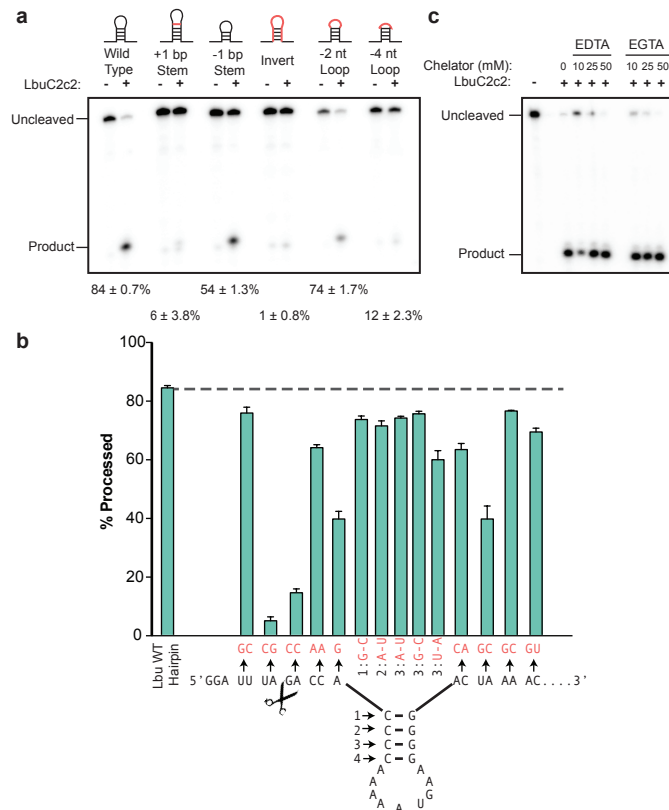 a
Wild Type
+1 bp Stem
-1 bp Stem
Invert
-2 nt Loop
-4 nt Loop
LbuC2c2: - + - + - + - + - + - +
Uncleaved
Product
84 ± 0.7% 54 ± 1.3% 74 ± 1.7%
6 ± 3.8% 1 ± 0.8% 12 ± 2.3%
c
EDTA EGTA
Chelator (mM): 0 10 25 50 10 25 50
LbuC2c2: - + + + + + + +
Uncleaved
Product
b
% Processed
100
80
60
40
20
0
Lbu WT Hairpin
GC CG CC AA G 1:G-C 2:A-U 3:A-U 3:G-C 3:U-A CA GC GC GU
5'GGA UU UA GA CCA A AC UA AA AC....3'
1 C G
2 C G
3 C G
4 C G
A A
A A G
A A A U